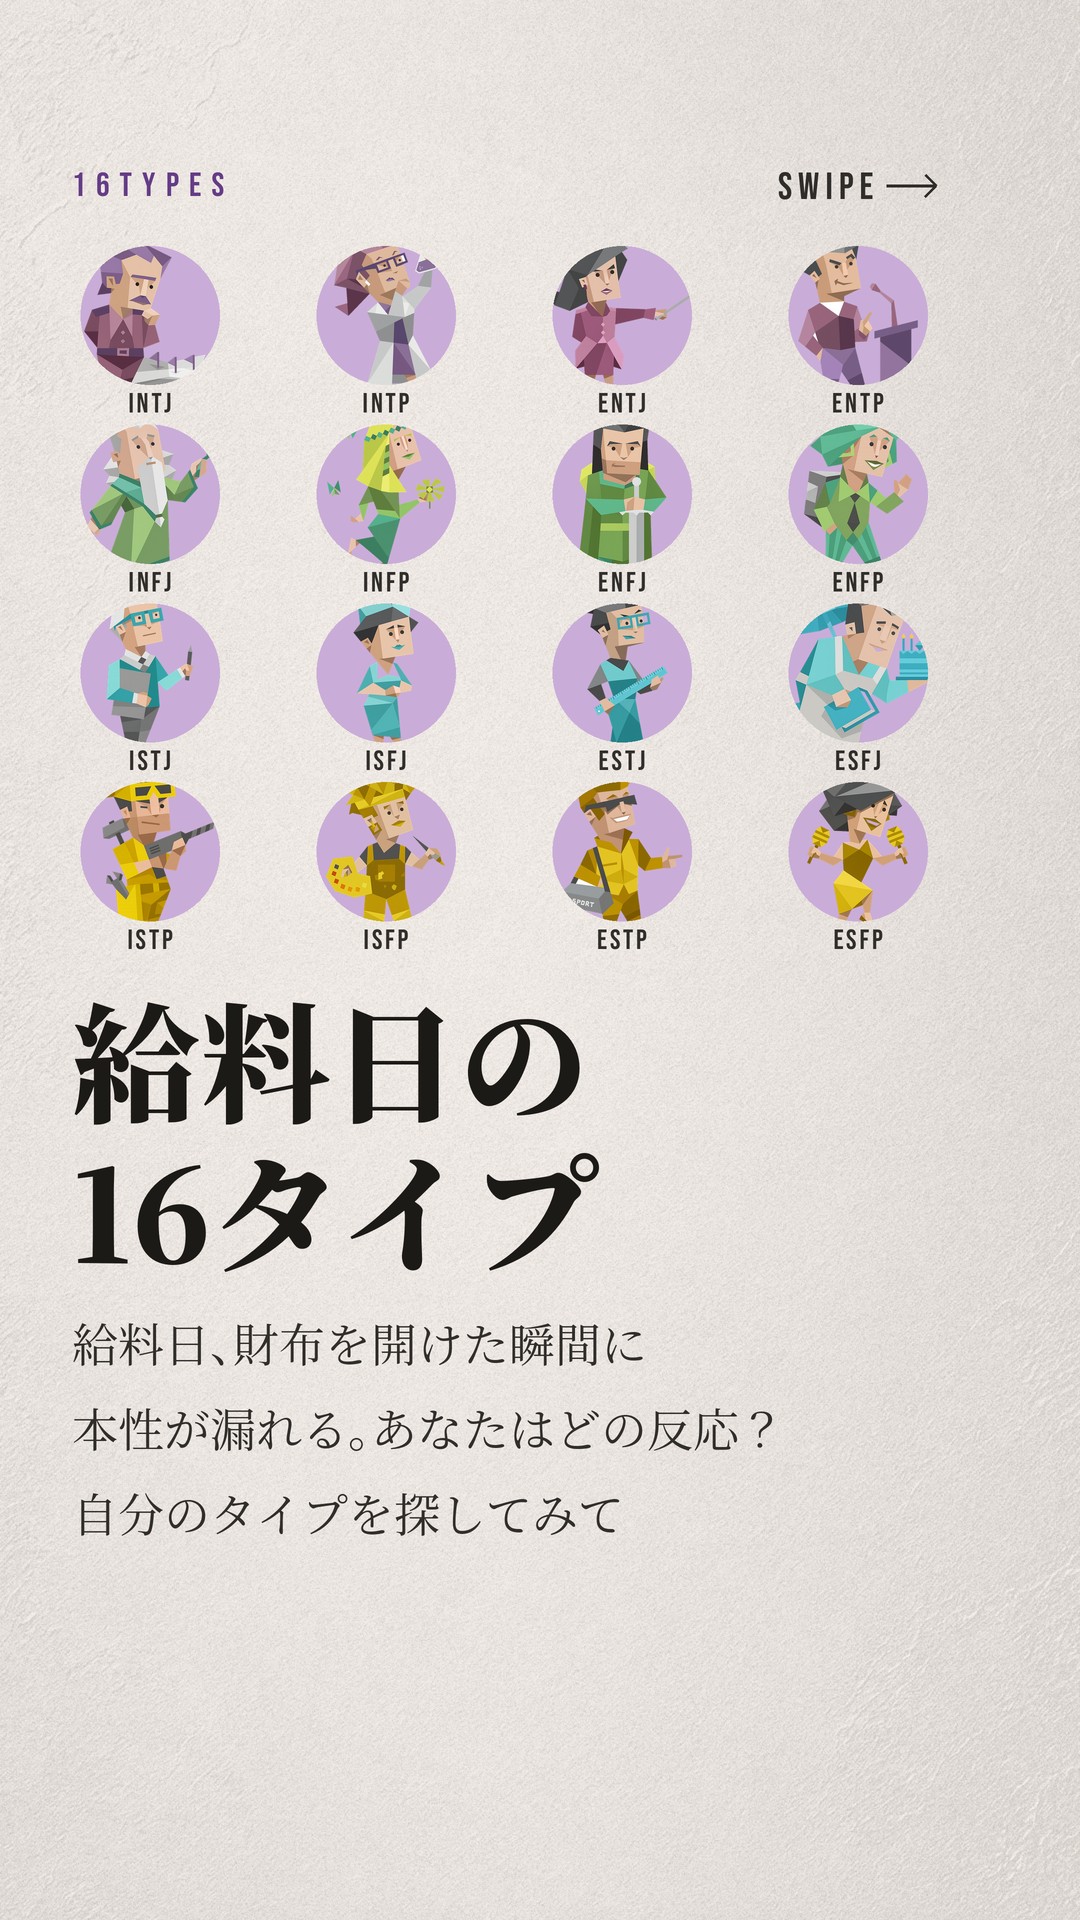 16TYPES
SWIPE
INTJ INTP ENTJ ENTP
INFJ INFP ENFJ ENFP
ISTJ ISFJ ESTJ ESFJ
SPORT
ISTP ISFP ESTP ESFP
給料日の
16タイプ
給料日、財布を開けた瞬間に
本性が漏れる。あなたはどの反応？
自分のタイプを探してみて